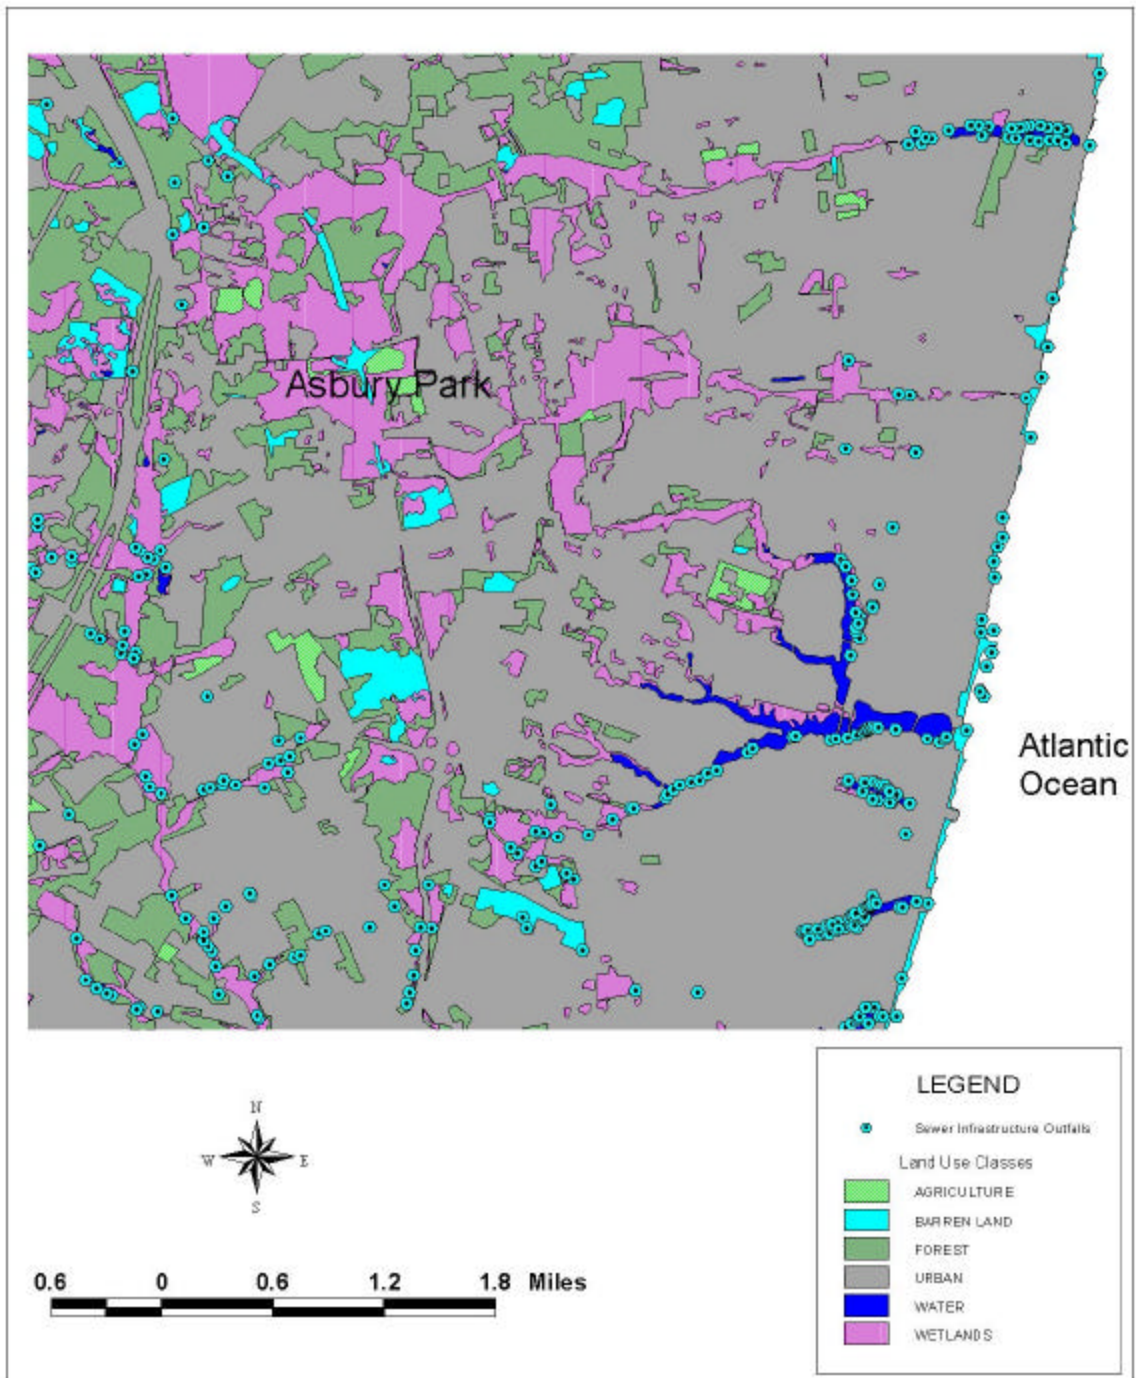 Asbury Park
Atlantic
Ocean
LEGEND
Sewer Infrastructure Outfalls
Land Use Classes
AGRICULTURE
BARREN LAND
FOREST
URBAN
WATER
WETLANDS
N
W E
S
0.6 0 0.6 1.2 1.8 Miles